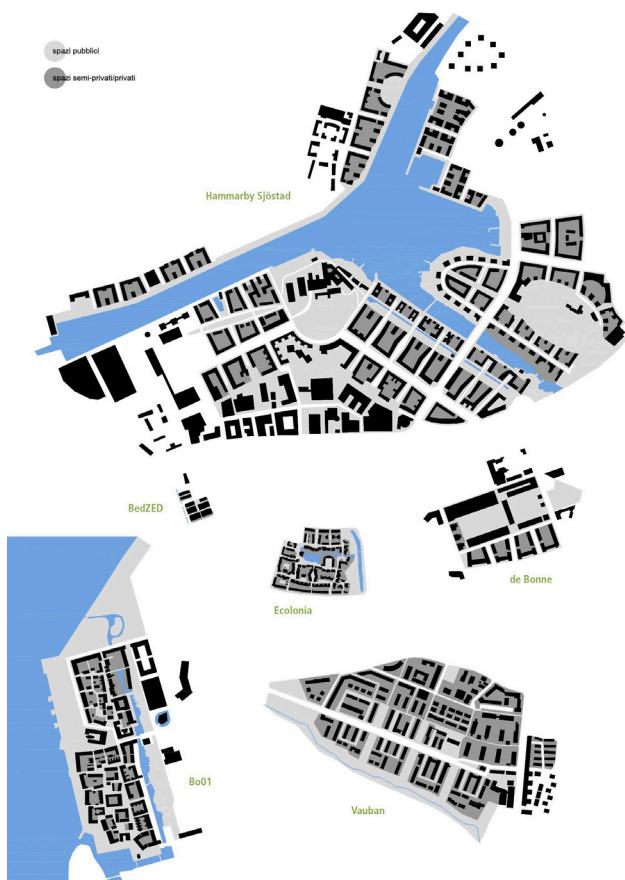 spazi pubblici
spazi semi-privati/privati
Hammarby Sjöstad
BedZED
de Bonne
Ecolonia
Bo01
Vauban